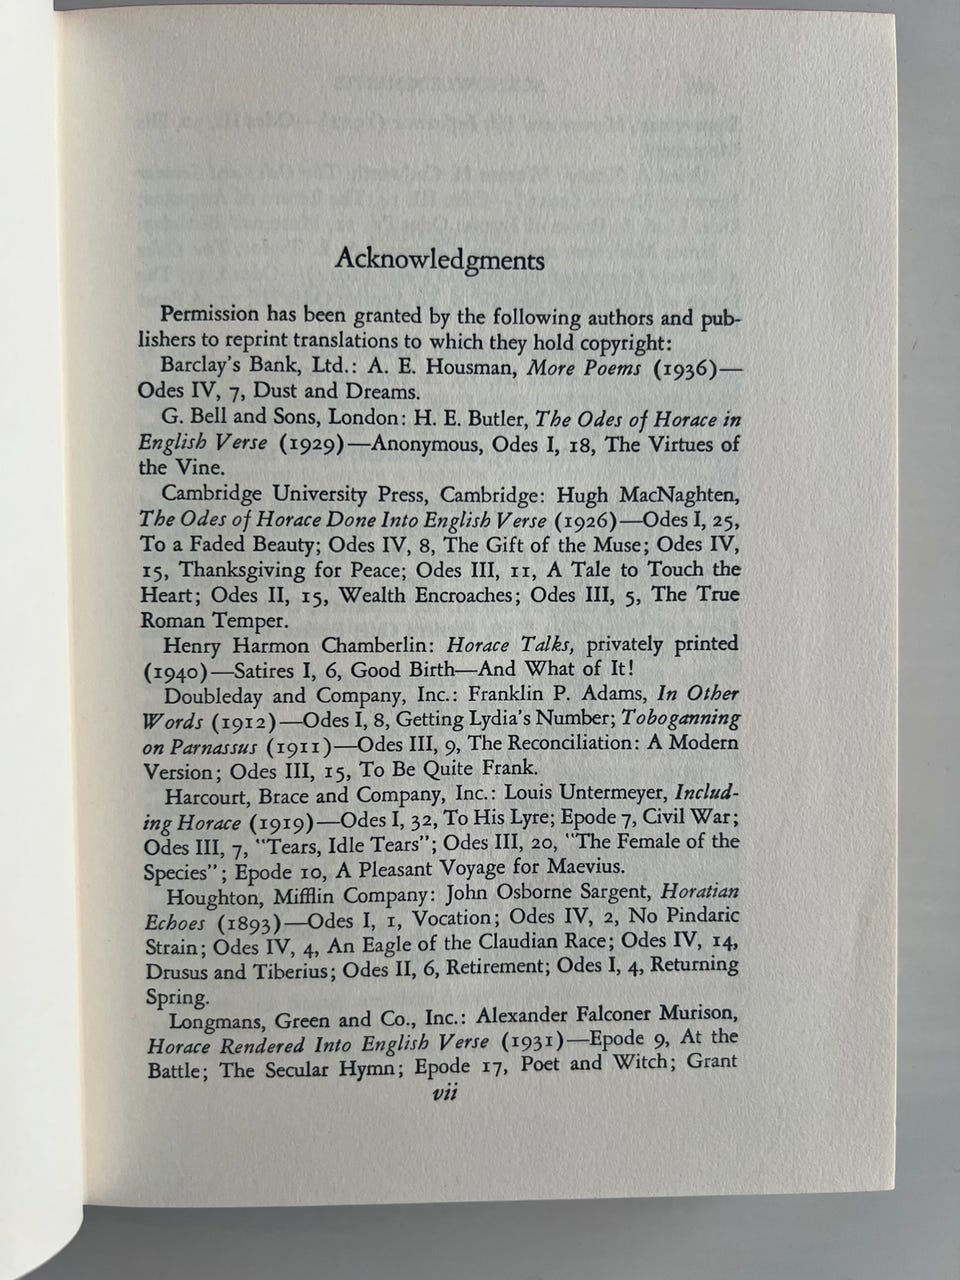 Acknowledgments
Permission has been granted by the following authors and pub-
lishers to reprint translations to which they hold copyright:
Barclay's Bank, Ltd.: A. E. Housman, More Poems (1936)—
Odes IV, 7, Dust and Dreams.
G. Bell and Sons, London: H. E. Butler, The Odes of Horace in
English Verse (1929)—Anonymous, Odes I, 18, The Virtues of
the Vine.
Cambridge University Press, Cambridge: Hugh MacNaghten,
The Odes of Horace Done Into English Verse (1926)—Odes I, 25,
To a Faded Beauty; Odes IV, 8, The Gift of the Muse; Odes IV,
15, Thanksgiving for Peace; Odes III, 11, A Tale to Touch the
Heart; Odes II, 15, Wealth Encroaches; Odes III, 5, The True
Roman Temper.
Henry Harmon Chamberlin: Horace Talks, privately printed
(1940)—Satires I, 6, Good Birth—And What of It!
Doubleday and Company, Inc.: Franklin P. Adams, In Other
Words (1912)—Odes I, 8, Getting Lydia's Number; Toboganning
on Parnassus (1911)—Odes III, 9, The Reconciliation: A Modern
Version; Odes III, 15, To Be Quite Frank.
Harcourt, Brace and Company, Inc.: Louis Untermeyer, Includ-
ing Horace (1919)—Odes I, 32, To His Lyre; Epode 7, Civil War;
Odes III, 7, "Tears, Idle Tears"; Odes III, 20, "The Female of the
Species"; Epode 10, A Pleasant Voyage for Maevius.
Houghton, Mifflin Company: John Osborne Sargent, Horatian
Echoes (1893)—Odes I, 1, Vocation; Odes IV, 2, No Pindaric
Strain; Odes IV, 4, An Eagle of the Claudian Race; Odes IV, 14,
Drusus and Tiberius; Odes II, 6, Retirement; Odes I, 4, Returning
Spring.
Longmans, Green and Co., Inc.: Alexander Falconer Murison,
Horace Rendered Into English Verse (1931)—Epode 9, At the
Battle; The Secular Hymn; Epode 17, Poet and Witch; Grant
vii